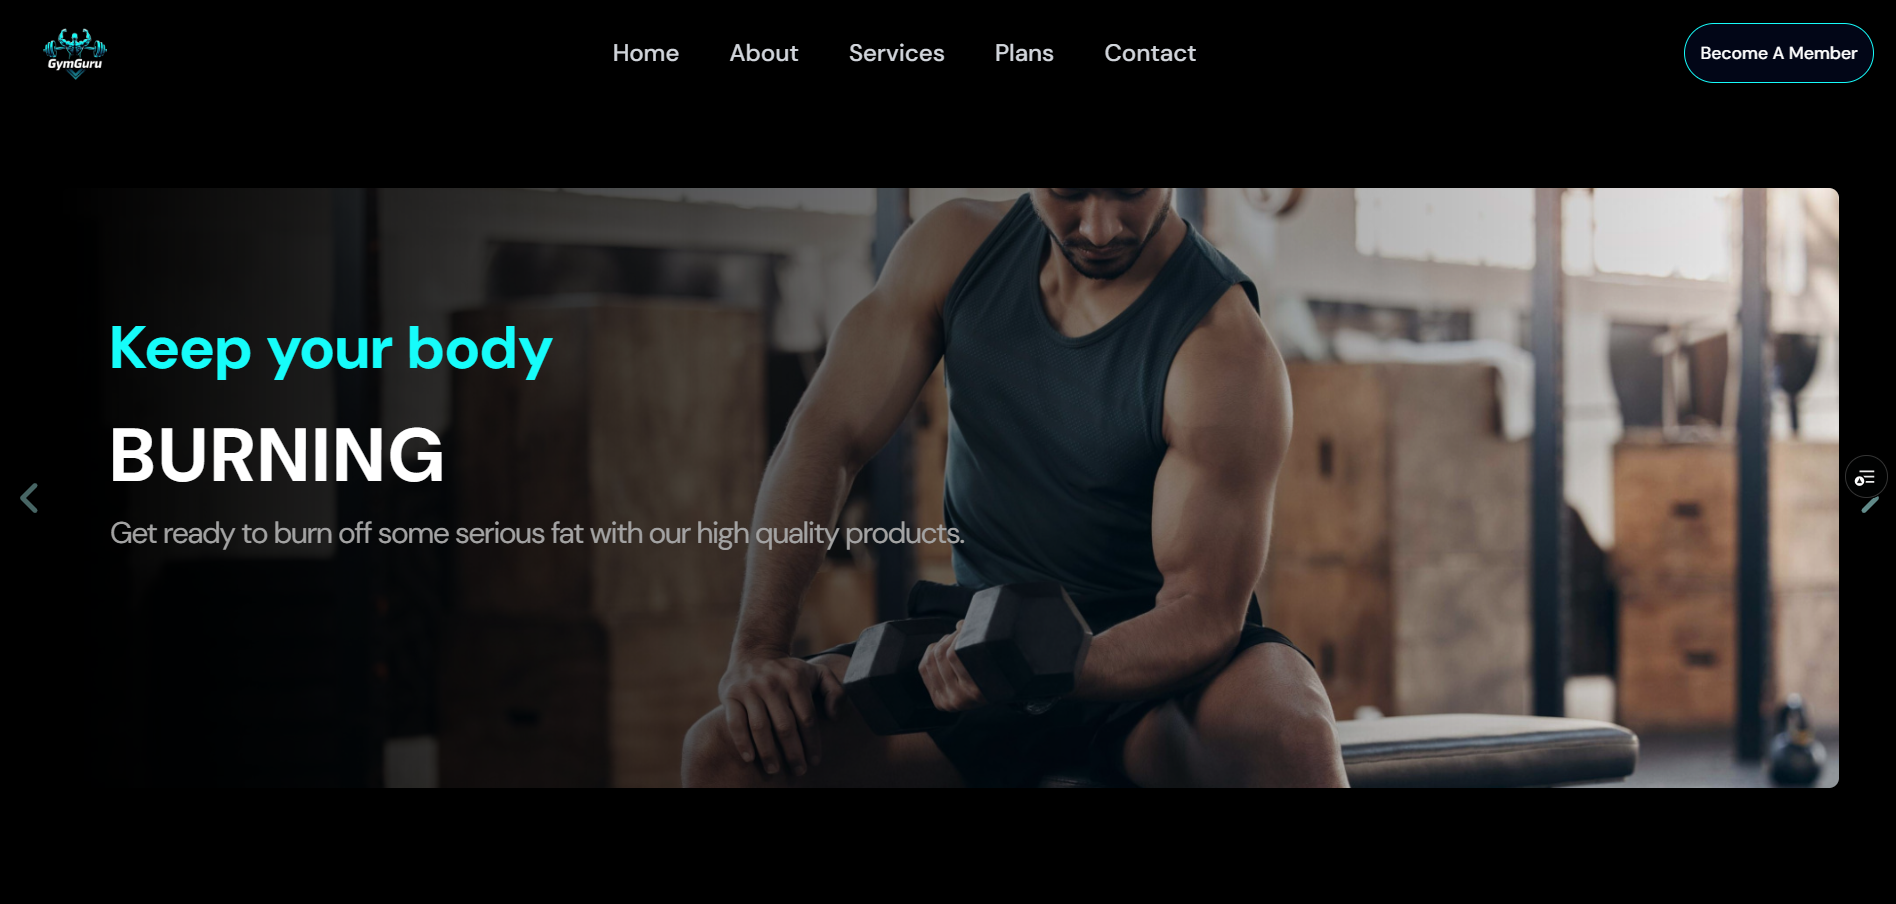 GymGuru
Home
About
Services
Plans
Contact
Become A Member
Keep your body
BURNING
Get ready to burn off some serious fat with our high quality products.